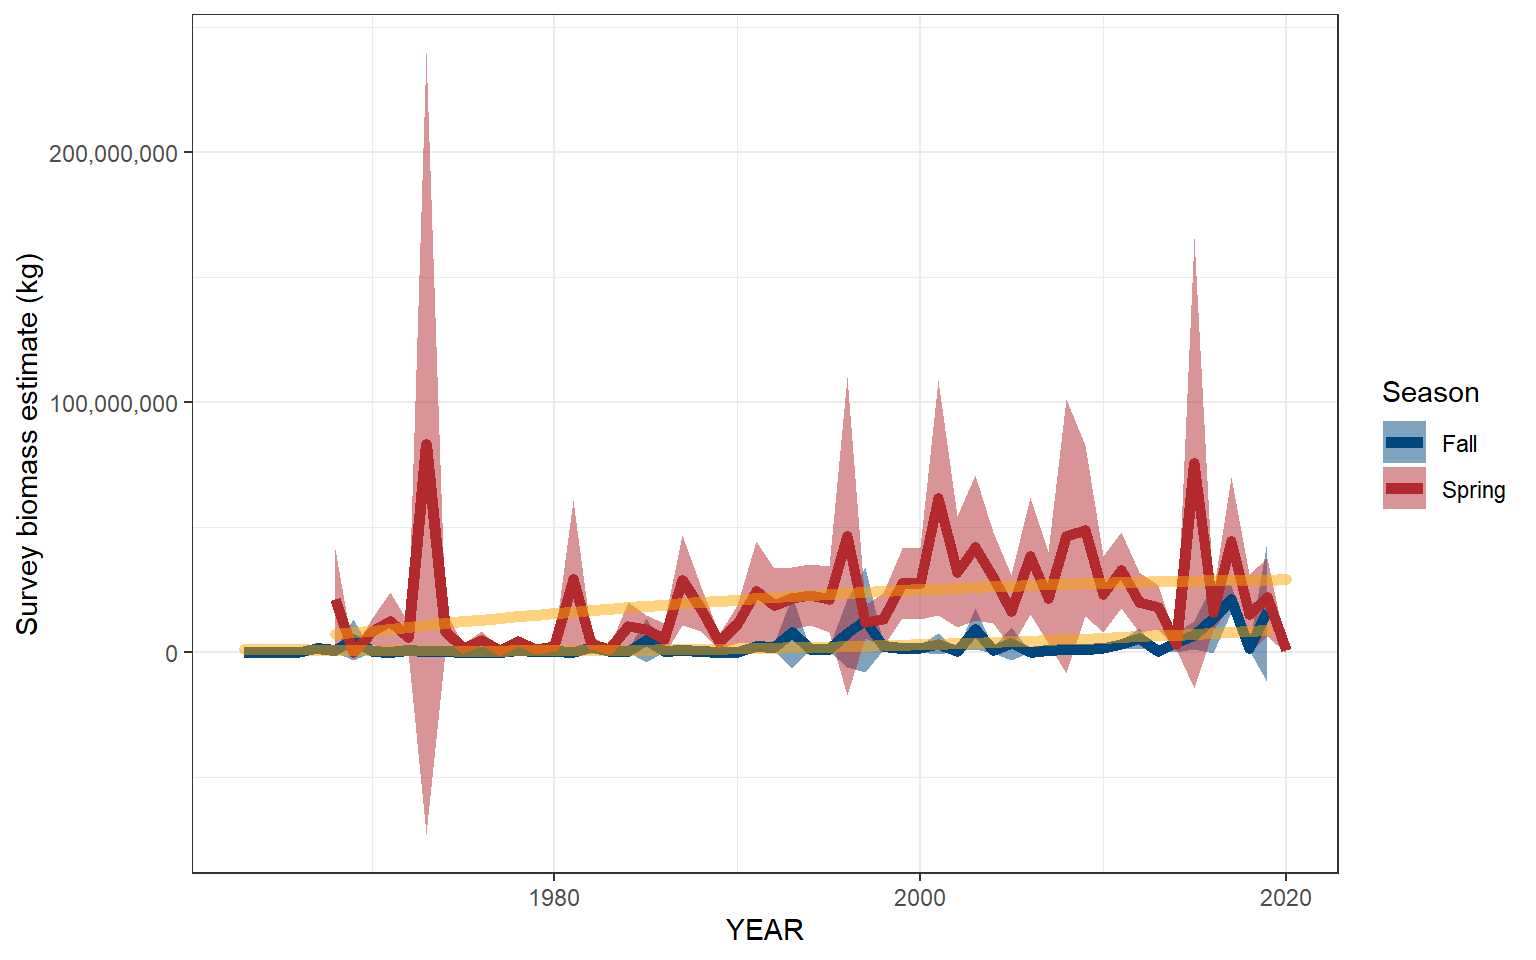 Survey biomass estimate (kg)
200,000,000
100,000,000
0
1980
2000
2020
YEAR
Season
Fall
Spring